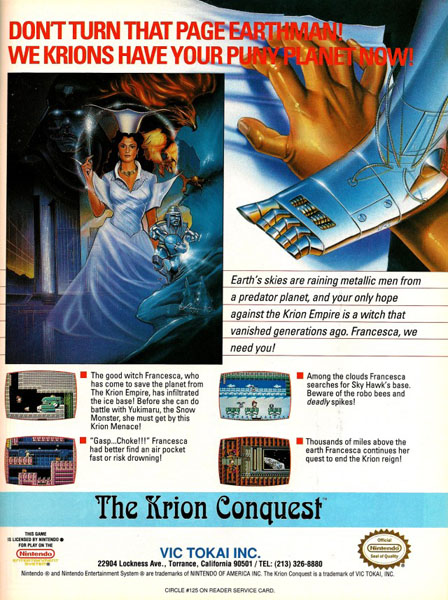 DON'T TURN THAT PAGE EARTHMAN!
WE KRIONS HAVE YOUR PUNY PLANET NOW!
Earth's skies are raining metallic men from
a predator planet, and your only hope
against the Krion Empire is a witch that
vanished generations ago. Francesca, we
need you!
The good witch Francesca, who
has come to save the planet from
The Krion Empire, has infiltrated
the ice base! Before she can do
battle with Yukimaru, the Snow
Monster, she must get by this
Krion Menace!
Among the clouds Francesca
searches for Sky Hawk's base.
Beware of the robo bees and
deadly spikes!
"Gasp...Choke!!!" Francesca
had better find an air pocket
fast or risk drowning!
Thousands of miles above the
earth Francesca continues her
quest to end the Krion reign!
The Krion Conquest™
THIS GAME
IS LICENSED BY NINTENDO®
FOR PLAY ON THE
Nintendo
ENTERTAINMENT
SYSTEM®
VIC TOKAI INC.
22904 Lockness Ave., Torrance, California 90501 / TEL: (213) 326-8880
Official
Nintendo
Seal of Quality
Nintendo ® and Nintendo Entertainment System ® are trademarks of NINTENDO OF AMERICA INC. The Krion Conquest is a trademark of VIC TOKAI, INC.
CIRCLE #125 ON READER SERVICE CARD.